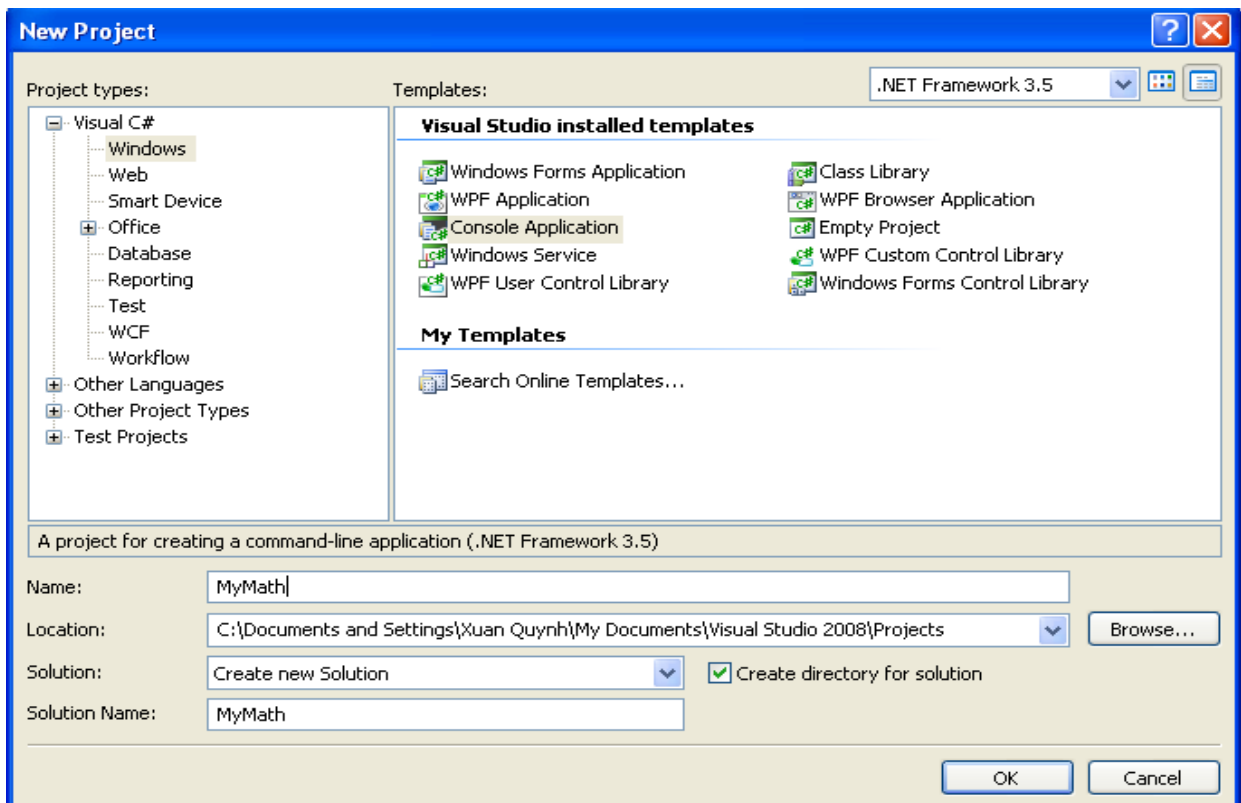 New Project
Project types:
Templates:
.NET Framework 3.5
Visual C#
Windows
Web
Smart Device
Office
Database
Reporting
Test
WCF
Workflow
Other Languages
Other Project Types
Test Projects
Visual Studio installed templates
Windows Forms Application
Class Library
WPF Application
WPF Browser Application
Console Application
Empty Project
Windows Service
WPF Custom Control Library
WPF User Control Library
Windows Forms Control Library
My Templates
Search Online Templates...
A project for creating a command-line application (.NET Framework 3.5)
Name:
MyMath
Location:
C:\Documents and Settings\Xuan Quynh\My Documents\Visual Studio 2008\Projects
Browse...
Solution:
Create new Solution
Create directory for solution
Solution Name:
MyMath
OK
Cancel